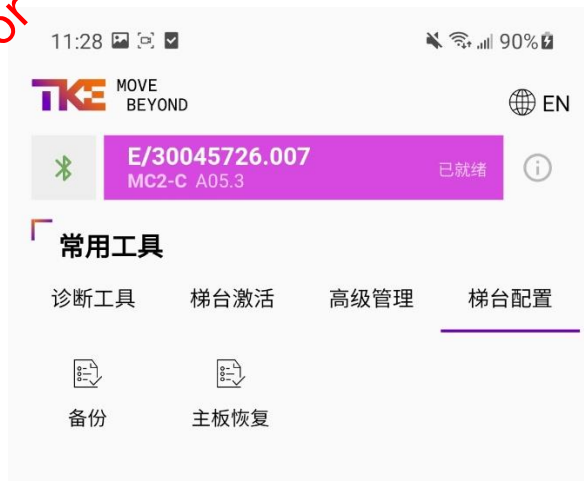 or
11:28 90%
TKE MOVE
BEYOND
EN
E/30045726.007
MC2-C A05.3 已就绪
常用工具
诊断工具 梯台激活 高级管理 梯台配置
备份 主板恢复